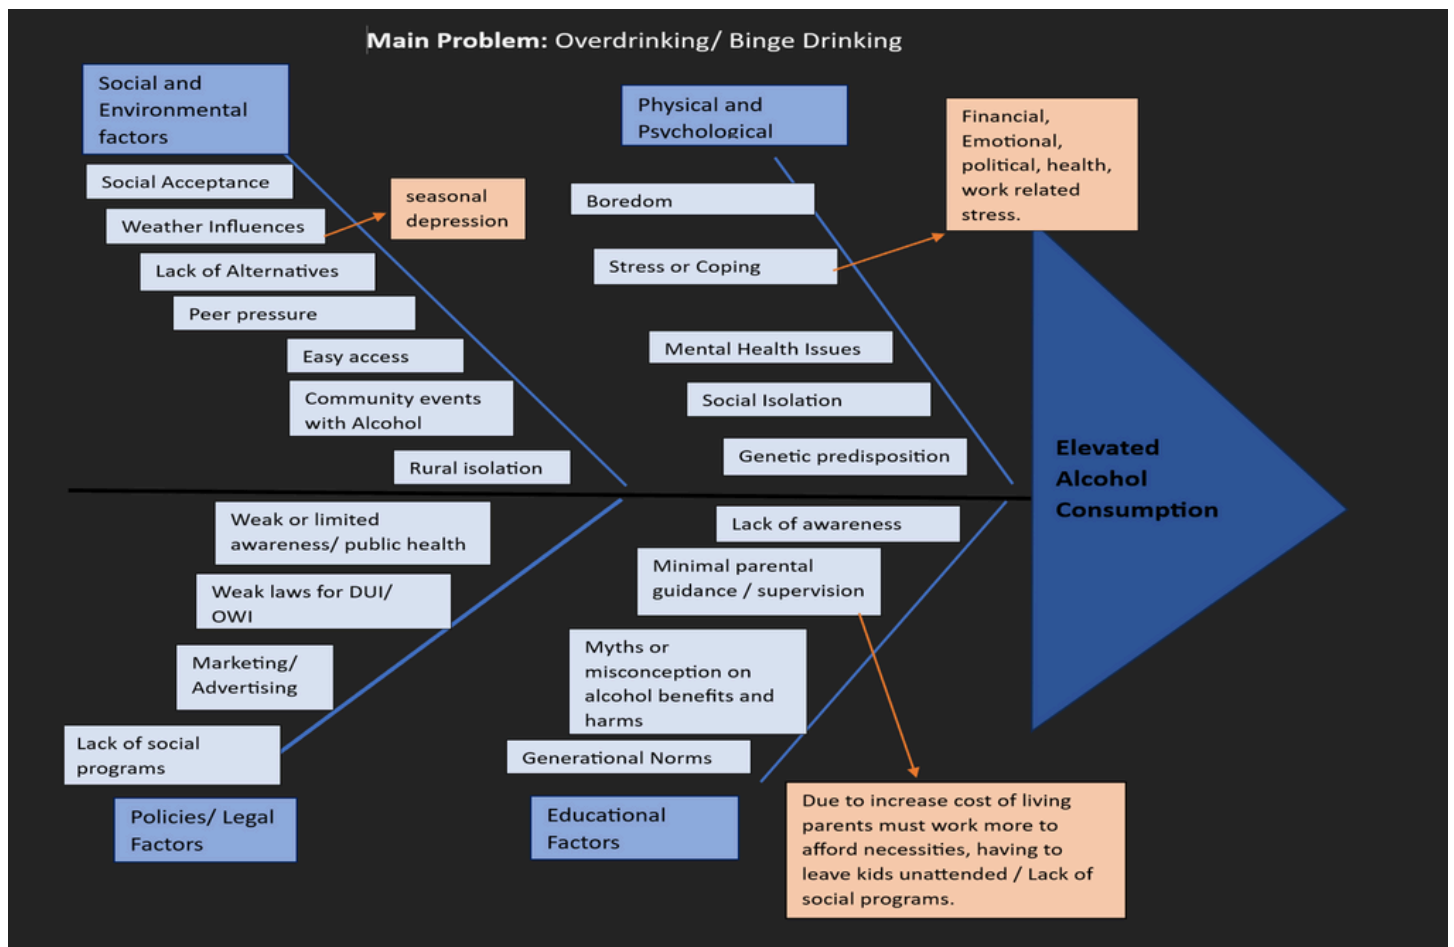 Main Problem: Overdrinking/ Binge Drinking
Social and
Environmental
factors
Social Acceptance
Weather Influences
seasonal
depression
Lack of Alternatives
Peer pressure
Easy access
Community events
with Alcohol
Rural isolation
Physical and
Psychological
Boredom
Stress or Coping
Financial,
Emotional,
political, health,
work related
stress.
Mental Health Issues
Social Isolation
Genetic predisposition
Elevated
Alcohol
Consumption
Weak or limited
awareness/ public health
Weak laws for DUI/
OWI
Marketing/
Advertising
Lack of social
programs
Policies/ Legal
Factors
Lack of awareness
Minimal parental
guidance / supervision
Myths or
misconception on
alcohol benefits and
harms
Generational Norms
Educational
Factors
Due to increase cost of living
parents must work more to
afford necessities, having to
leave kids unattended / Lack of
social programs.